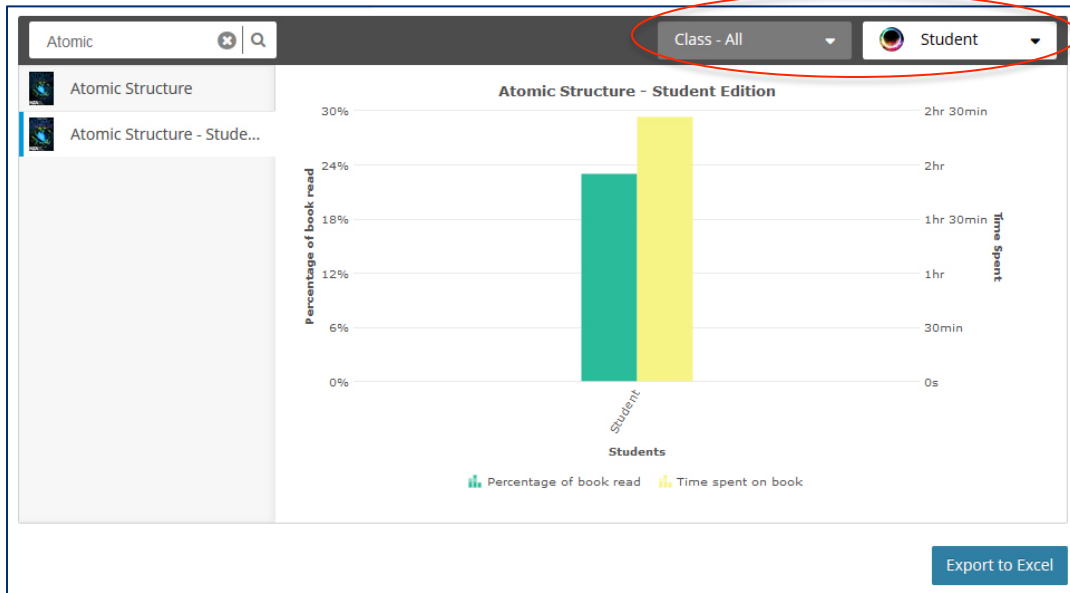 Atomic
Class - All
Student
Atomic Structure
Atomic Structure - Stude...
Atomic Structure - Student Edition
30%
24%
18%
12%
6%
0%
Percentage of book read
2hr 30min
2hr
1hr 30min
1hr
30min
0s
Time Spent
Student
Students
Percentage of book read
Time spent on book
Export to Excel